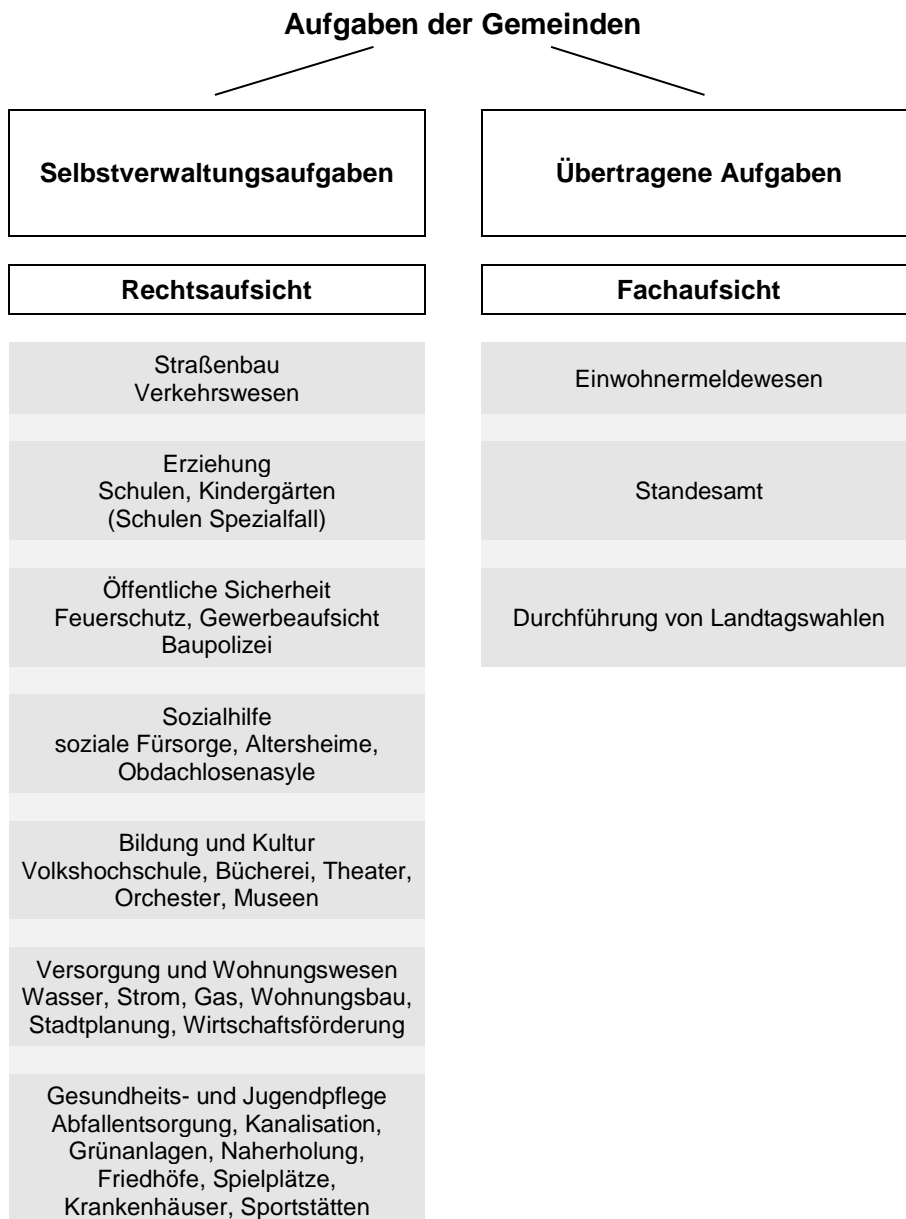 Aufgaben der Gemeinden
Selbstverwaltungsaufgaben
Rechtsaufsicht
Straßenbau
Verkehrswesen
Erziehung
Schulen, Kindergärten
(Schulen Spezialfall)
Öffentliche Sicherheit
Feuerschutz, Gewerbeaufsicht
Baupolizei
Sozialhilfe
soziale Fürsorge, Altersheime,
Obdachlosenasyle
Bildung und Kultur
Volkshochschule, Bücherei, Theater,
Orchester, Museen
Versorgung und Wohnungswesen
Wasser, Strom, Gas, Wohnungsbau,
Stadtplanung, Wirtschaftsförderung
Gesundheits- und Jugendpflege
Abfallentsorgung, Kanalisation,
Grünanlagen, Naherholung,
Friedhöfe, Spielplätze,
Krankenhäuser, Sportstätten
Übertragene Aufgaben
Fachaufsicht
Einwohnermeldewesen
Standesamt
Durchführung von Landtagswahlen